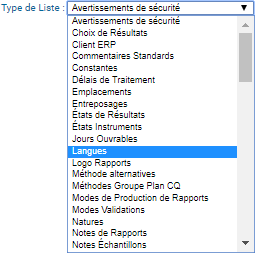 Type de Liste : Avertissements de sécurité
Avertissements de sécurité
Choix de Résultats
Client ERP
Commentaires Standards
Constantes
Délais de Traitement
Emplacements
Entreposages
États de Résultats
États Instruments
Jours Ouvrables
Langues
Logo Rapports
Méthode alternatives
Méthodes Groupe Plan CQ
Modes de Production de Rapports
Modes Validations
Natures
Notes de Rapports
Notes Échantillons